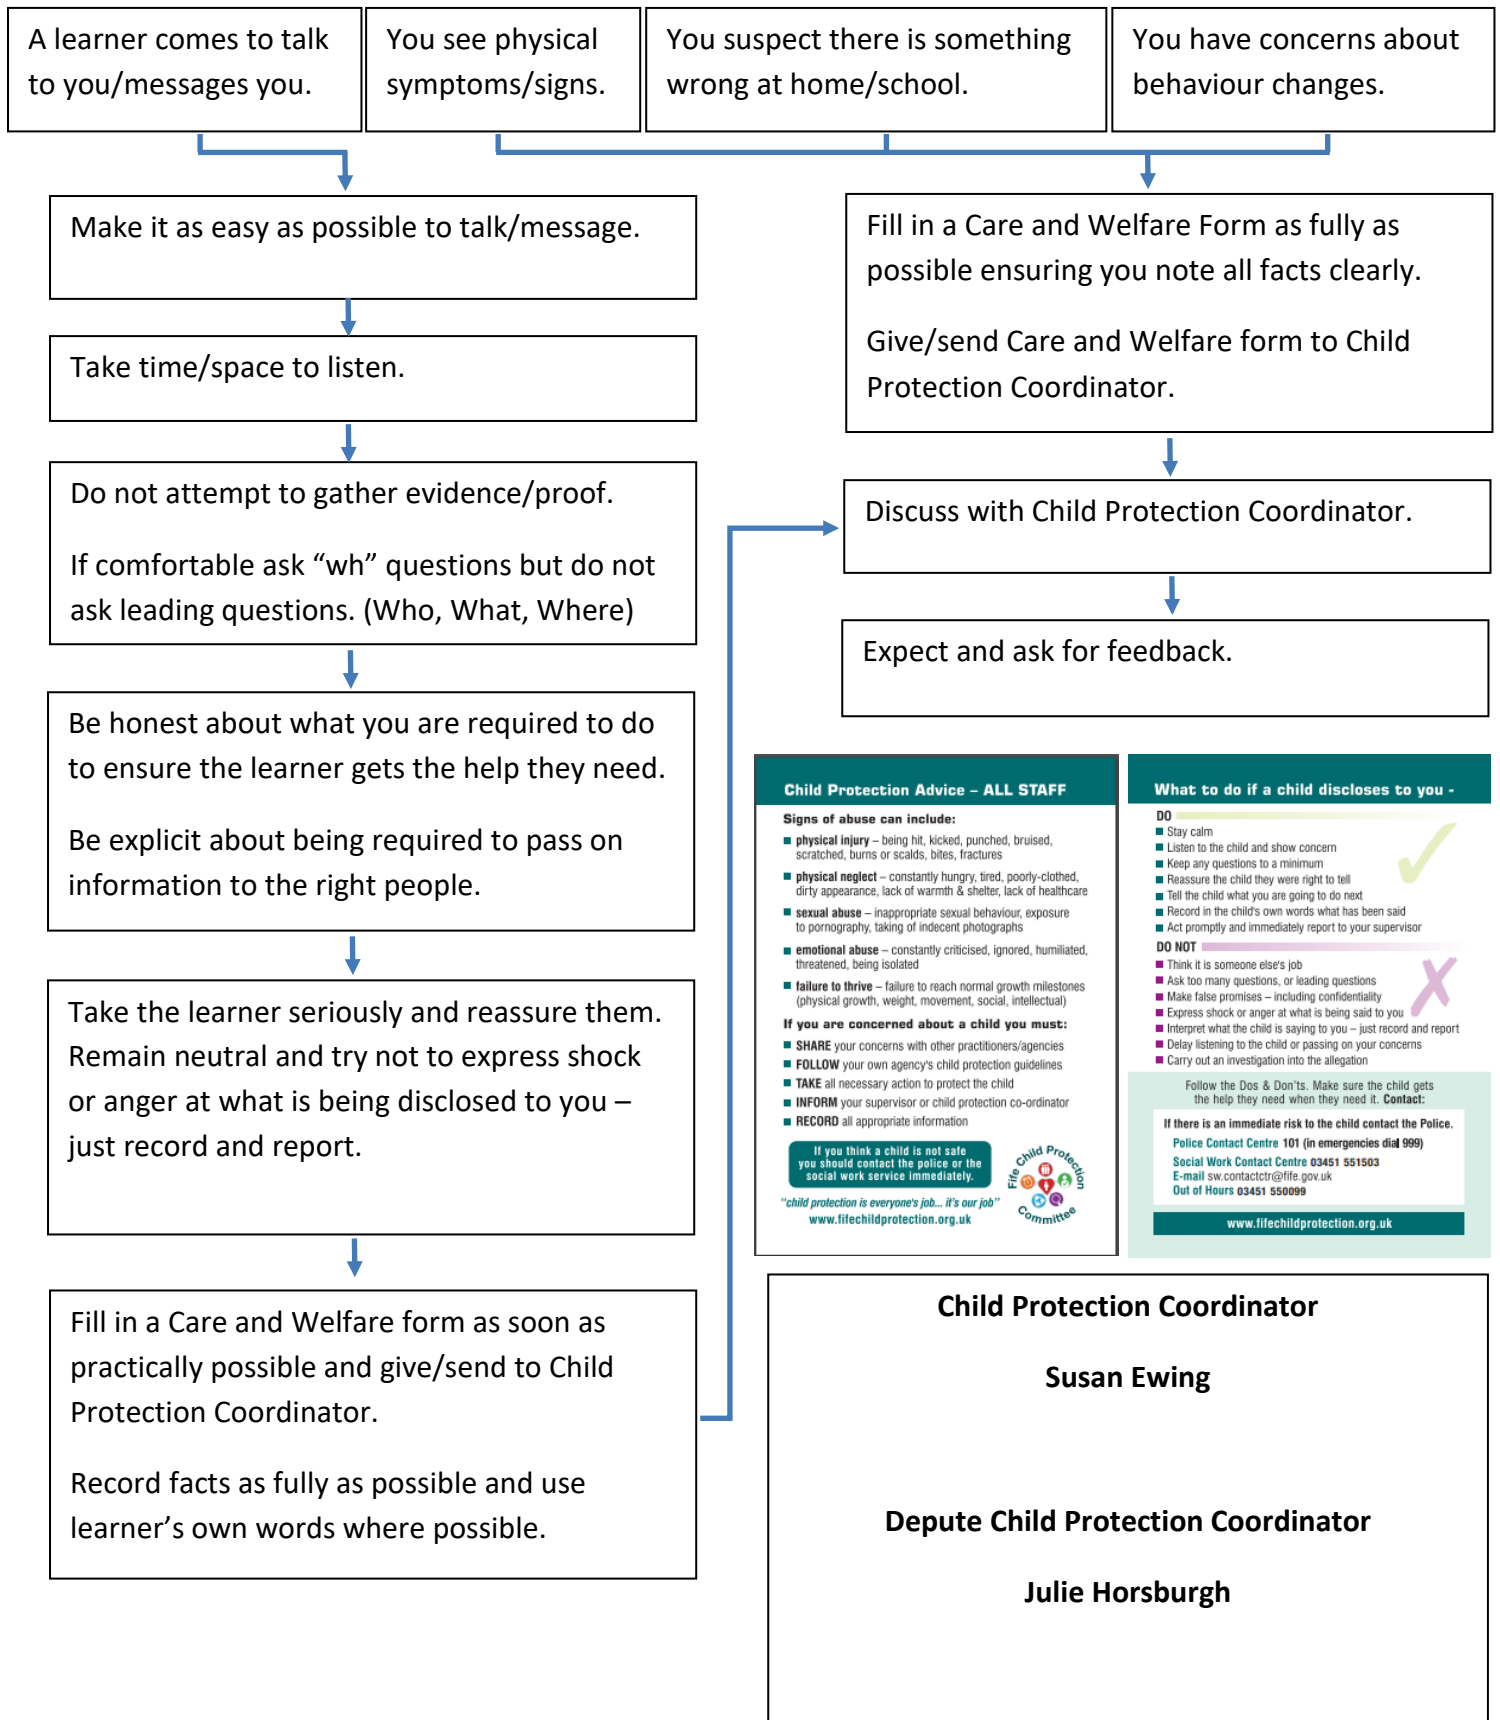 A learner comes to talk
to you/messages you.
You see physical
symptoms/signs.
You suspect there is something
wrong at home/school.
You have concerns about
behaviour changes.
Make it as easy as possible to talk/message.
Take time/space to listen.
Do not attempt to gather evidence/proof.
If comfortable ask “wh” questions but do not
ask leading questions. (Who, What, Where)
Be honest about what you are required to do
to ensure the learner gets the help they need.
Be explicit about being required to pass on
information to the right people.
Take the learner seriously and reassure them.
Remain neutral and try not to express shock
or anger at what is being disclosed to you –
just record and report.
Fill in a Care and Welfare form as soon as
practically possible and give/send to Child
Protection Coordinator.
Record facts as fully as possible and use
learner’s own words where possible.
Fill in a Care and Welfare Form as fully as
possible ensuring you note all facts clearly.
Give/send Care and Welfare form to Child
Protection Coordinator.
Discuss with Child Protection Coordinator.
Expect and ask for feedback.
Child Protection Advice – ALL STAFF
Signs of abuse can include:
physical injury – being hit, kicked, punched, bruised,
scratched, burns or scalds, bites, fractures
physical neglect – constantly hungry, tired, poorly-clothed,
dirty appearance, lack of warmth & shelter, lack of healthcare
sexual abuse – inappropriate sexual behaviour, exposure
to pornography, taking of indecent photographs
emotional abuse – constantly criticised, ignored, humiliated,
threatened, being isolated
failure to thrive – failure to reach normal growth milestones
(physical growth, weight, movement, social, intellectual)
If you are concerned about a child you must:
SHARE your concerns with other practitioners/agencies
FOLLOW your own agency's child protection guidelines
TAKE all necessary action to protect the child
INFORM your supervisor or child protection co-ordinator
RECORD all appropriate information
If you think a child is not safe
you should contact the police or the
social work service immediately.
"child protection is everyone's job... it's our job"
www.fifechildprotection.org.uk
Fife Child Protection
Committee
What to do if a child discloses to you -
DO
Stay calm
Listen to the child and show concern
Keep any questions to a minimum
Reassure the child they were right to tell
Tell the child what you are going to do next
Record in the child's own words what has been said
Act promptly and immediately report to your supervisor
DO NOT
Think it is someone else's job
Ask too many questions, or leading questions
Make false promises – including confidentiality
Express shock or anger at what is being said to you
Interpret what the child is saying to you – just record and report
Delay listening to the child or passing on your concerns
Carry out an investigation into the allegation
Follow the Dos & Don'ts. Make sure the child gets
the help they need when they need it. Contact:
If there is an immediate risk to the child contact the Police.
Police Contact Centre 101 (in emergencies dial 999)
Social Work Contact Centre 03451 551503
E-mail sw.contactctr@fife.gov.uk
Out of Hours 03451 550099
www.fifechildprotection.org.uk
Child Protection Coordinator
Susan Ewing
Depute Child Protection Coordinator
Julie Horsburgh